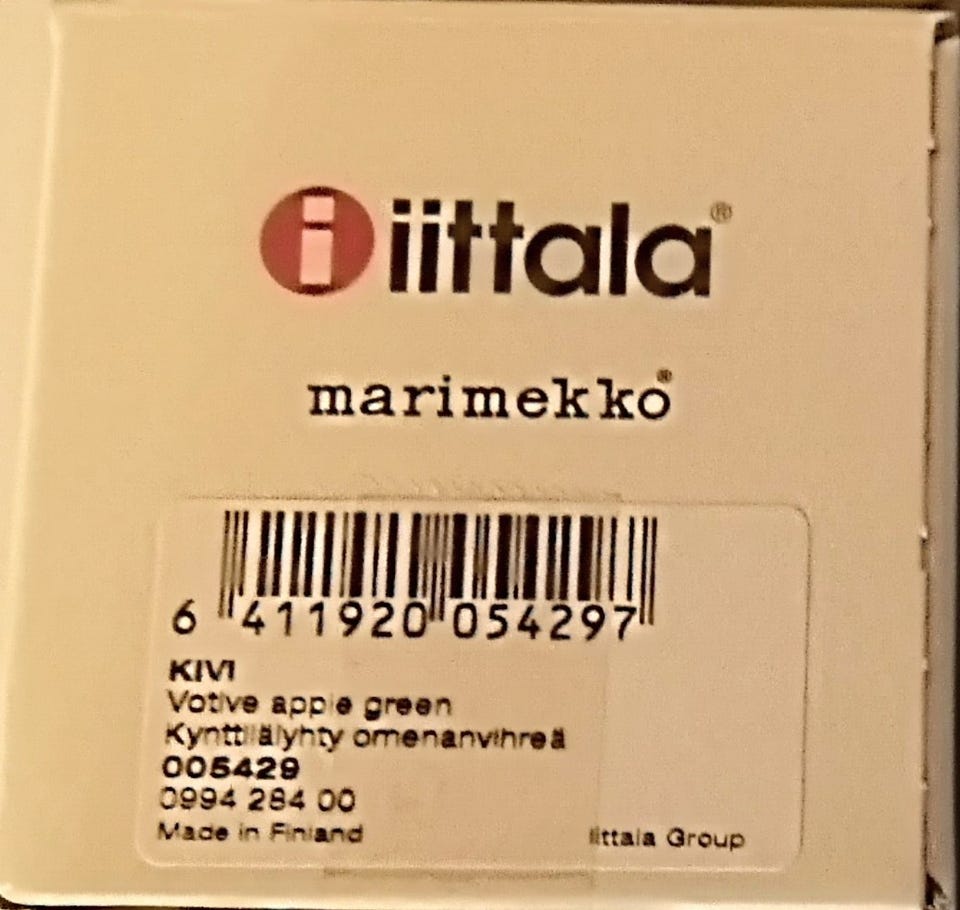 i iittala®
marimekko®
6 411920 054297
KIVI
Votive apple green
Kynttilälyhty omenanvihreä
005429
0994 284 00
Made in Finland
Iittala Group